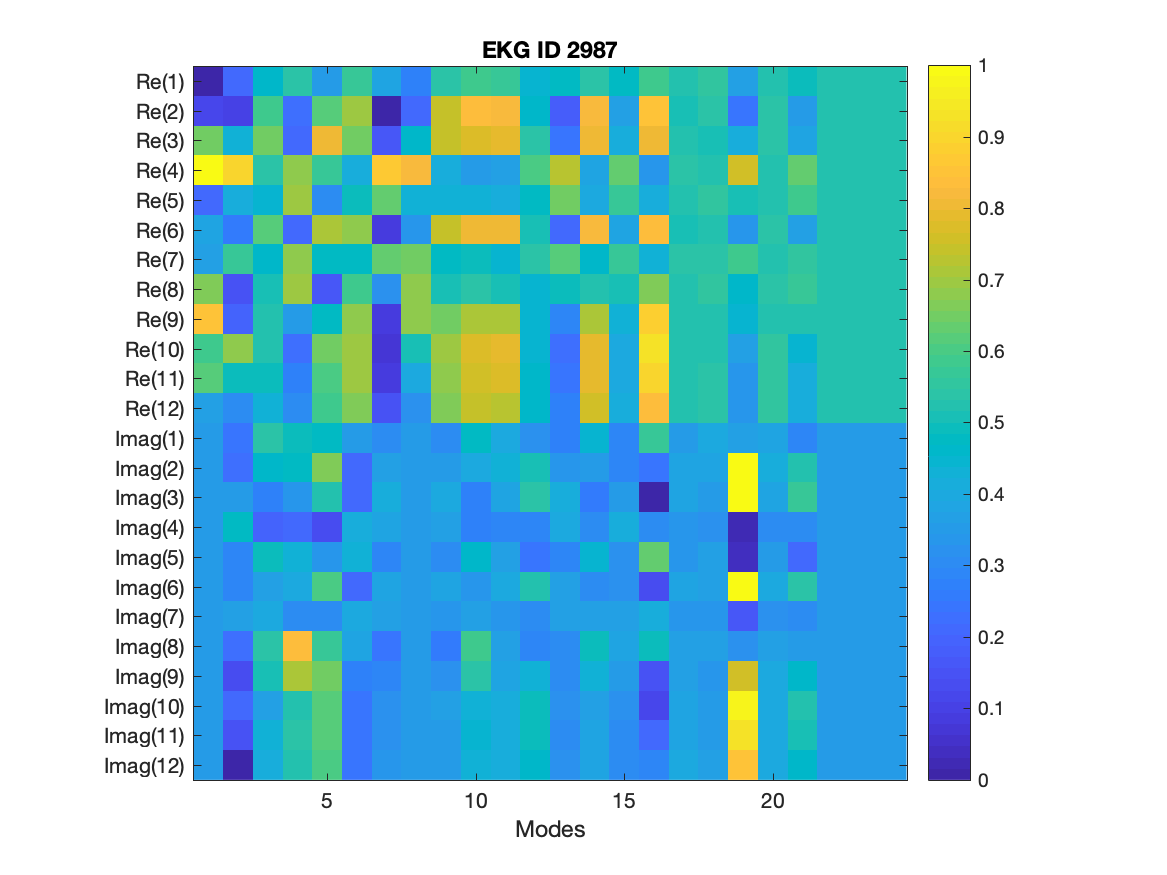 EKG ID 2987
Re(1)
Re(2)
Re(3)
Re(4)
Re(5)
Re(6)
Re(7)
Re(8)
Re(9)
Re(10)
Re(11)
Re(12)
Imag(1)
Imag(2)
Imag(3)
Imag(4)
Imag(5)
Imag(6)
Imag(7)
Imag(8)
Imag(9)
Imag(10)
Imag(11)
Imag(12)
5 10 15 20
Modes
1
0.9
0.8
0.7
0.6
0.5
0.4
0.3
0.2
0.1
0